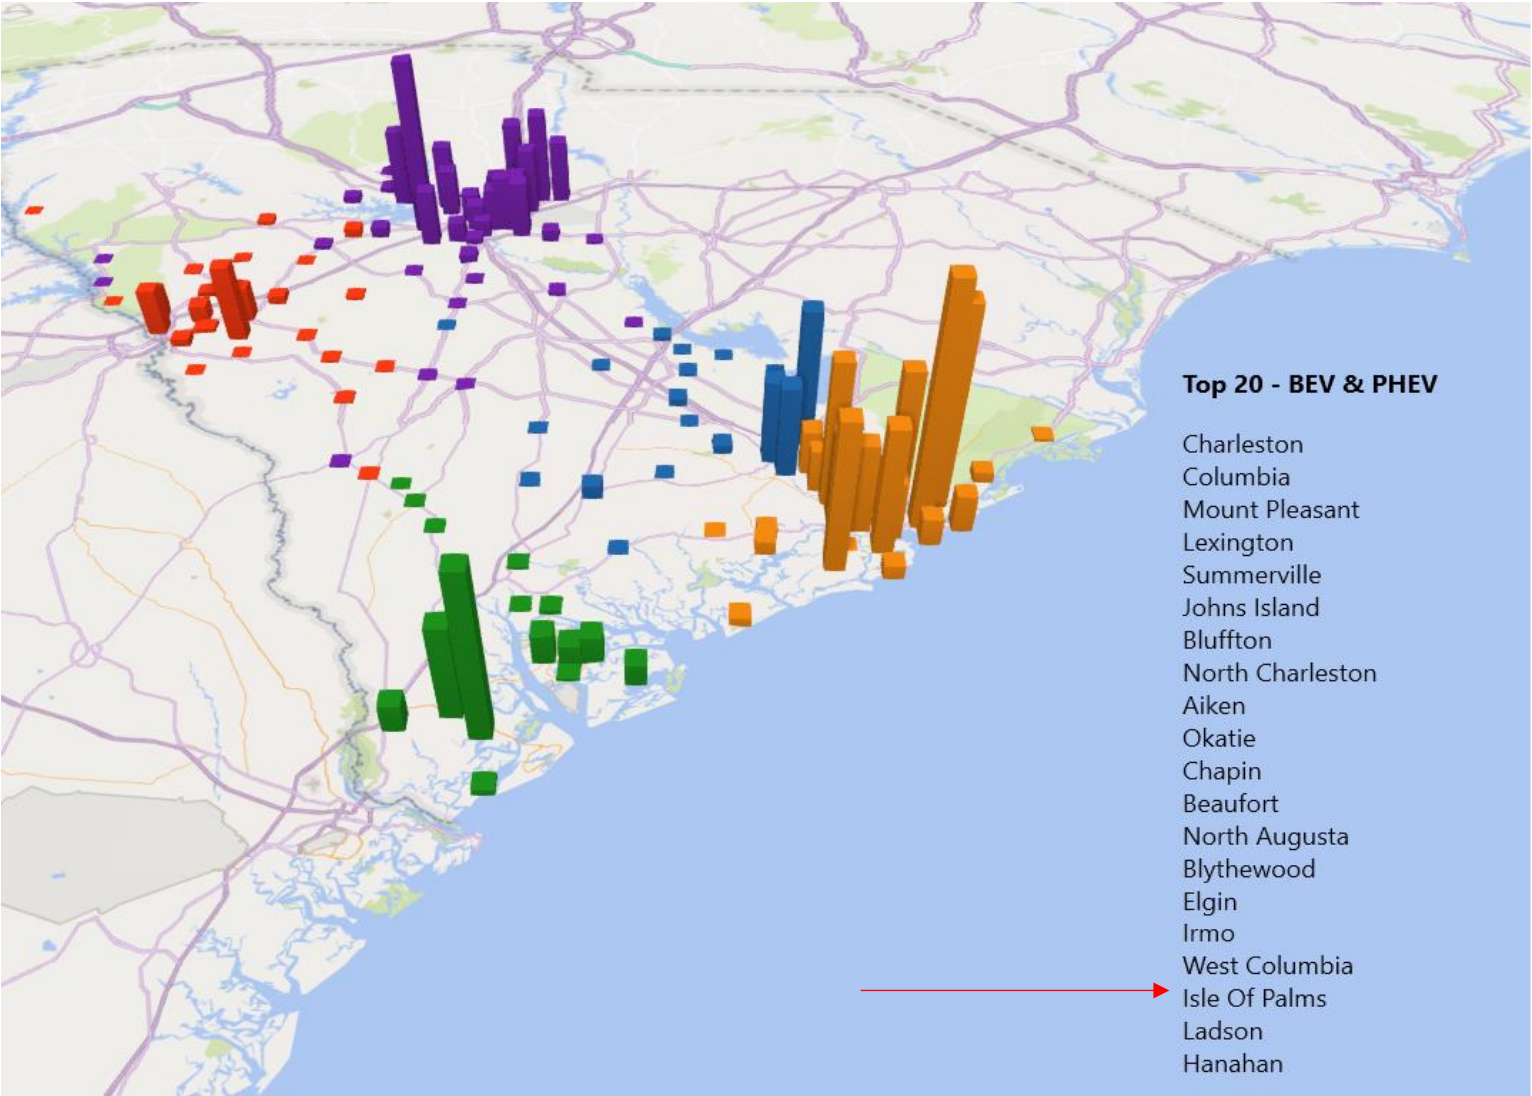 Top 20 - BEV & PHEV
Charleston
Columbia
Mount Pleasant
Lexington
Summerville
Johns Island
Bluffton
North Charleston
Aiken
Okatie
Chapin
Beaufort
North Augusta
Blythewood
Elgin
Irmo
West Columbia
Isle Of Palms
Ladson
Hanahan